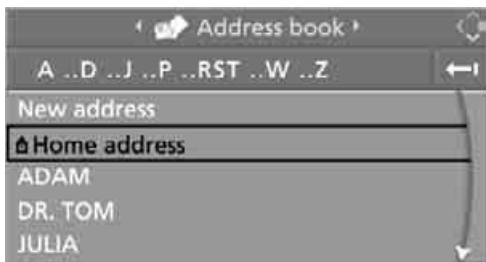 Address book
A ..D ..J ..P ..RST ..W ..Z
New address
Home address
ADAM
DR. TOM
JULIA